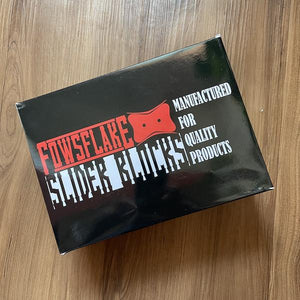 FOWSFLAKE
SLIDER BLOCKS
MANUFACTURED
FOR
QUALITY
PRODUCTS